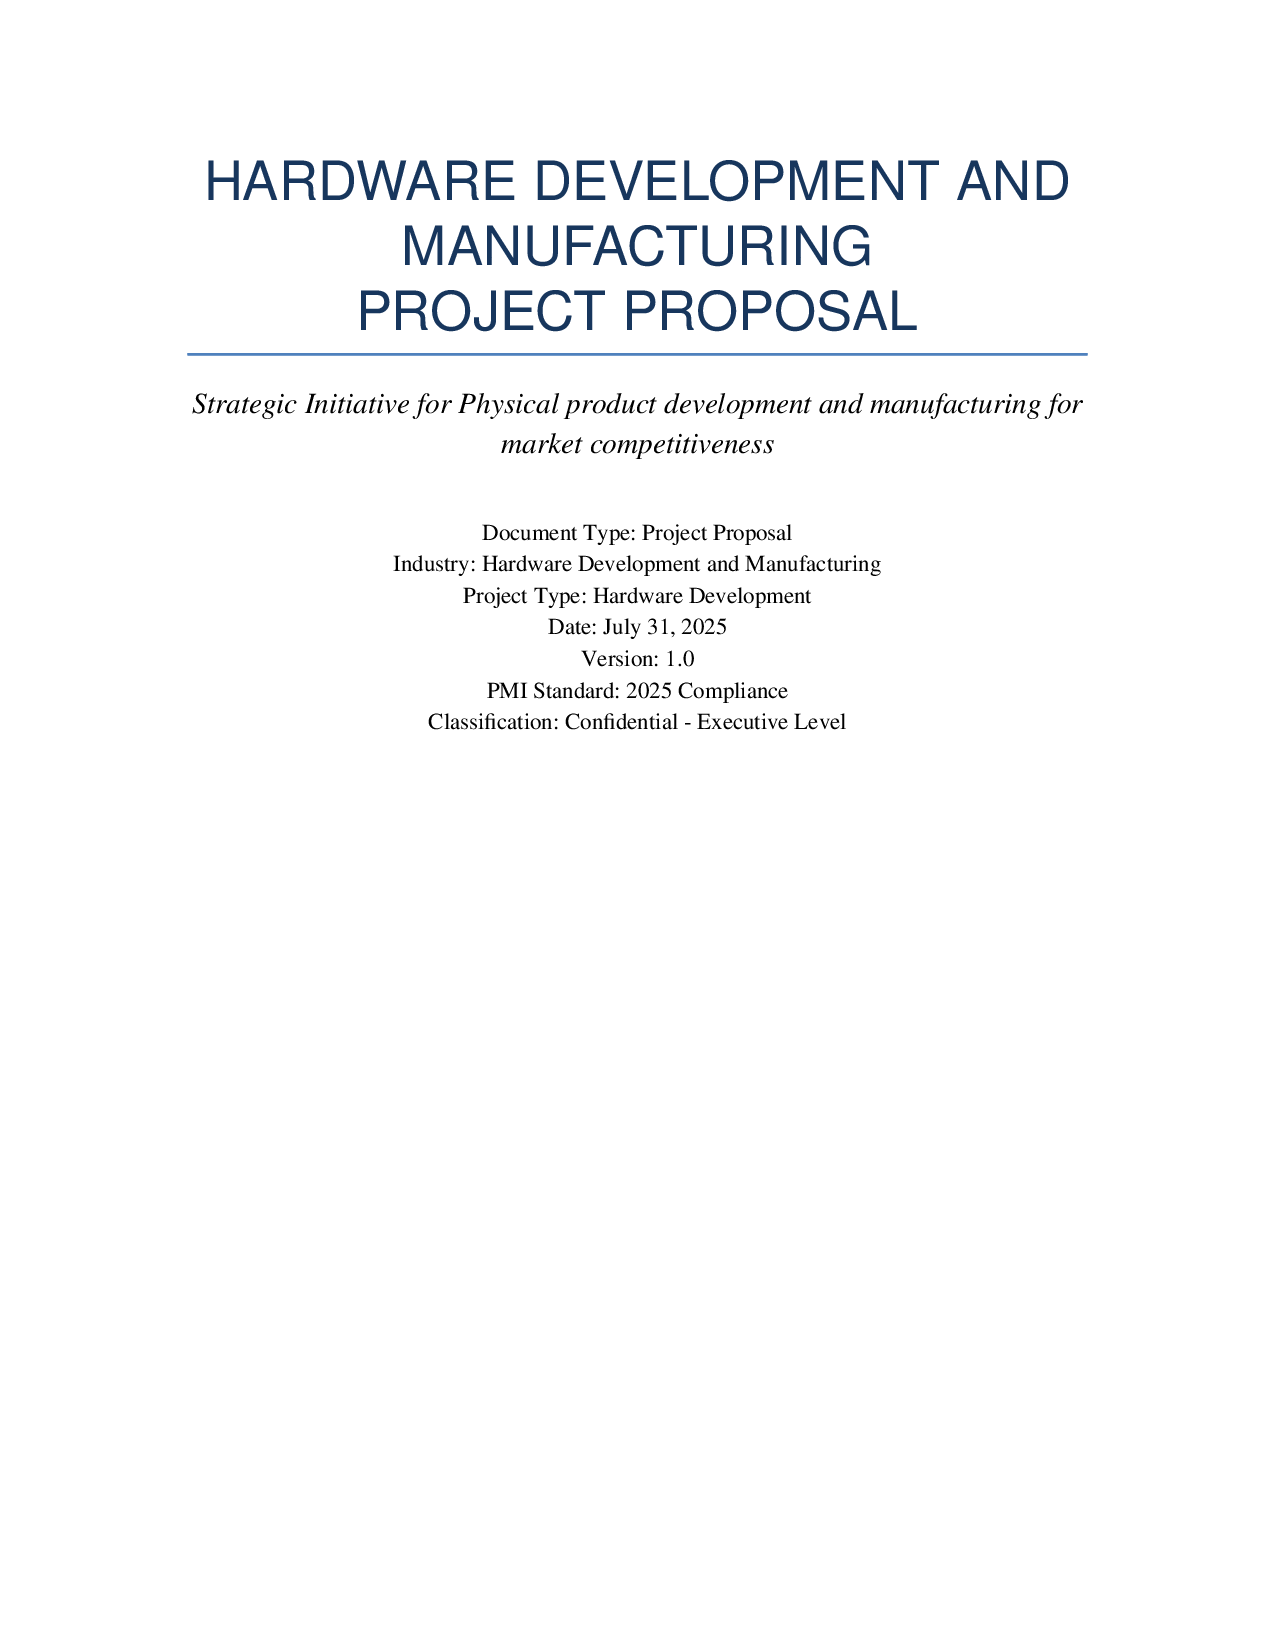 HARDWARE DEVELOPMENT AND
MANUFACTURING
PROJECT PROPOSAL
Strategic Initiative for Physical product development and manufacturing for
market competitiveness
Document Type: Project Proposal
Industry: Hardware Development and Manufacturing
Project Type: Hardware Development
Date: July 31, 2025
Version: 1.0
PMI Standard: 2025 Compliance
Classification: Confidential - Executive Level